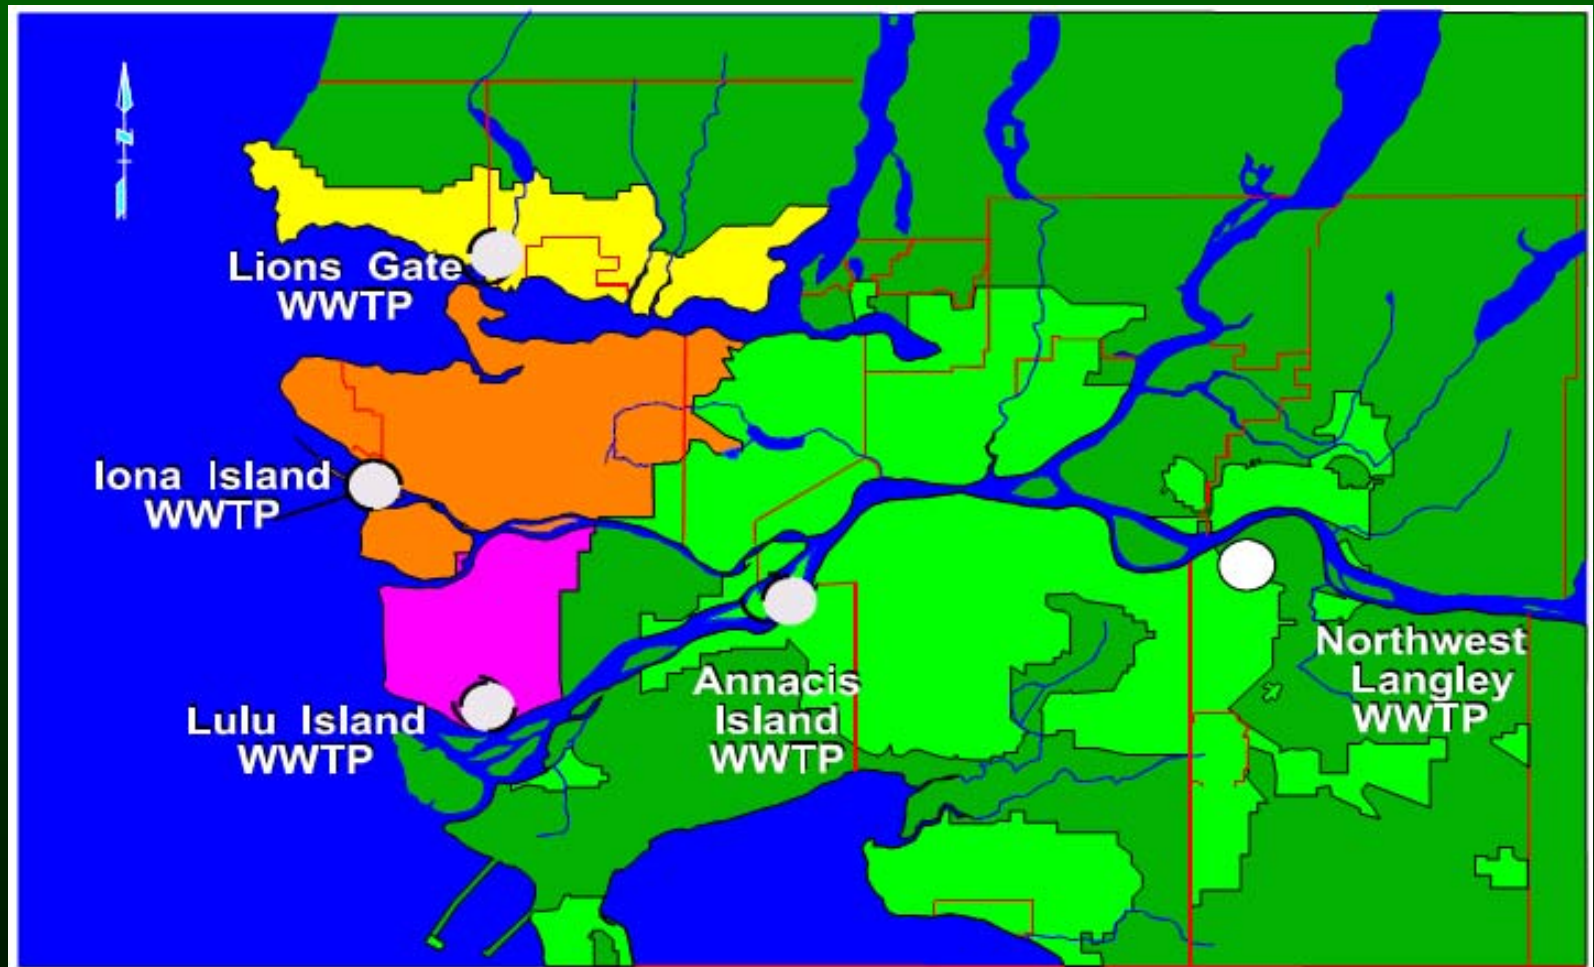 N
Lions Gate
WWTP
Iona Island
WWTP
Lulu Island
WWTP
Annacis
Island
WWTP
Northwest
Langley
WWTP